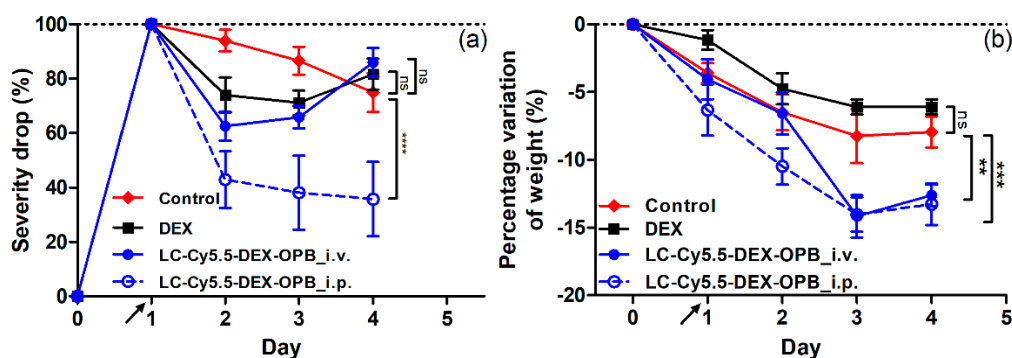 (a)
Severity drop (%)
100
80
60
40
20
0
ns
ns
****
Control
DEX
LC-Cy5.5-DEX-OPB_i.v.
LC-Cy5.5-DEX-OPB_i.p.
0 1 2 3 4 5
Day
(b)
Percentage variation
of weight (%)
0
-5
-10
-15
-20
ns
**
***
Control
DEX
LC-Cy5.5-DEX-OPB_i.v.
LC-Cy5.5-DEX-OPB_i.p.
0 1 2 3 4 5
Day